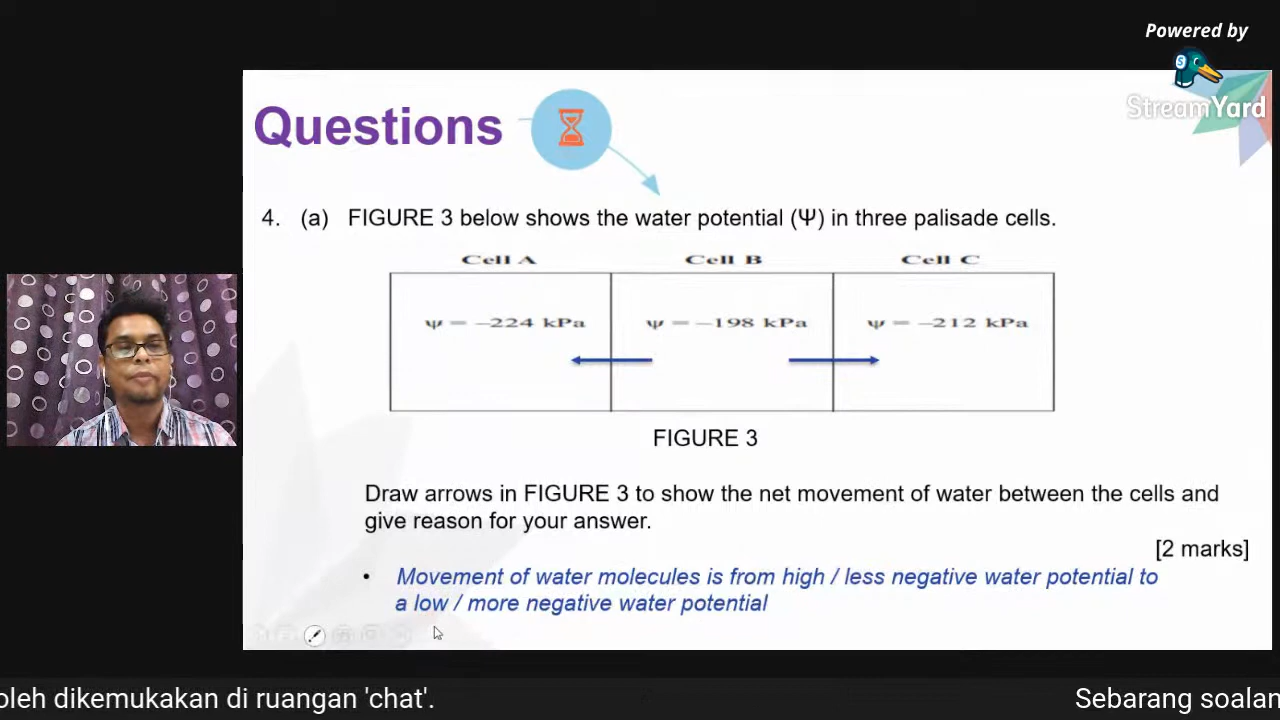 Powered by
StreamYard
Questions
4. (a) FIGURE 3 below shows the water potential (Ψ) in three palisade cells.
Cell A Cell B Cell C
ψ = –224 kPa ψ = –198 kPa ψ = –212 kPa
FIGURE 3
Draw arrows in FIGURE 3 to show the net movement of water between the cells and
give reason for your answer.
[2 marks]
• Movement of water molecules is from high / less negative water potential to
a low / more negative water potential
oleh dikemukakan di ruangan 'chat'. Sebarang soalan